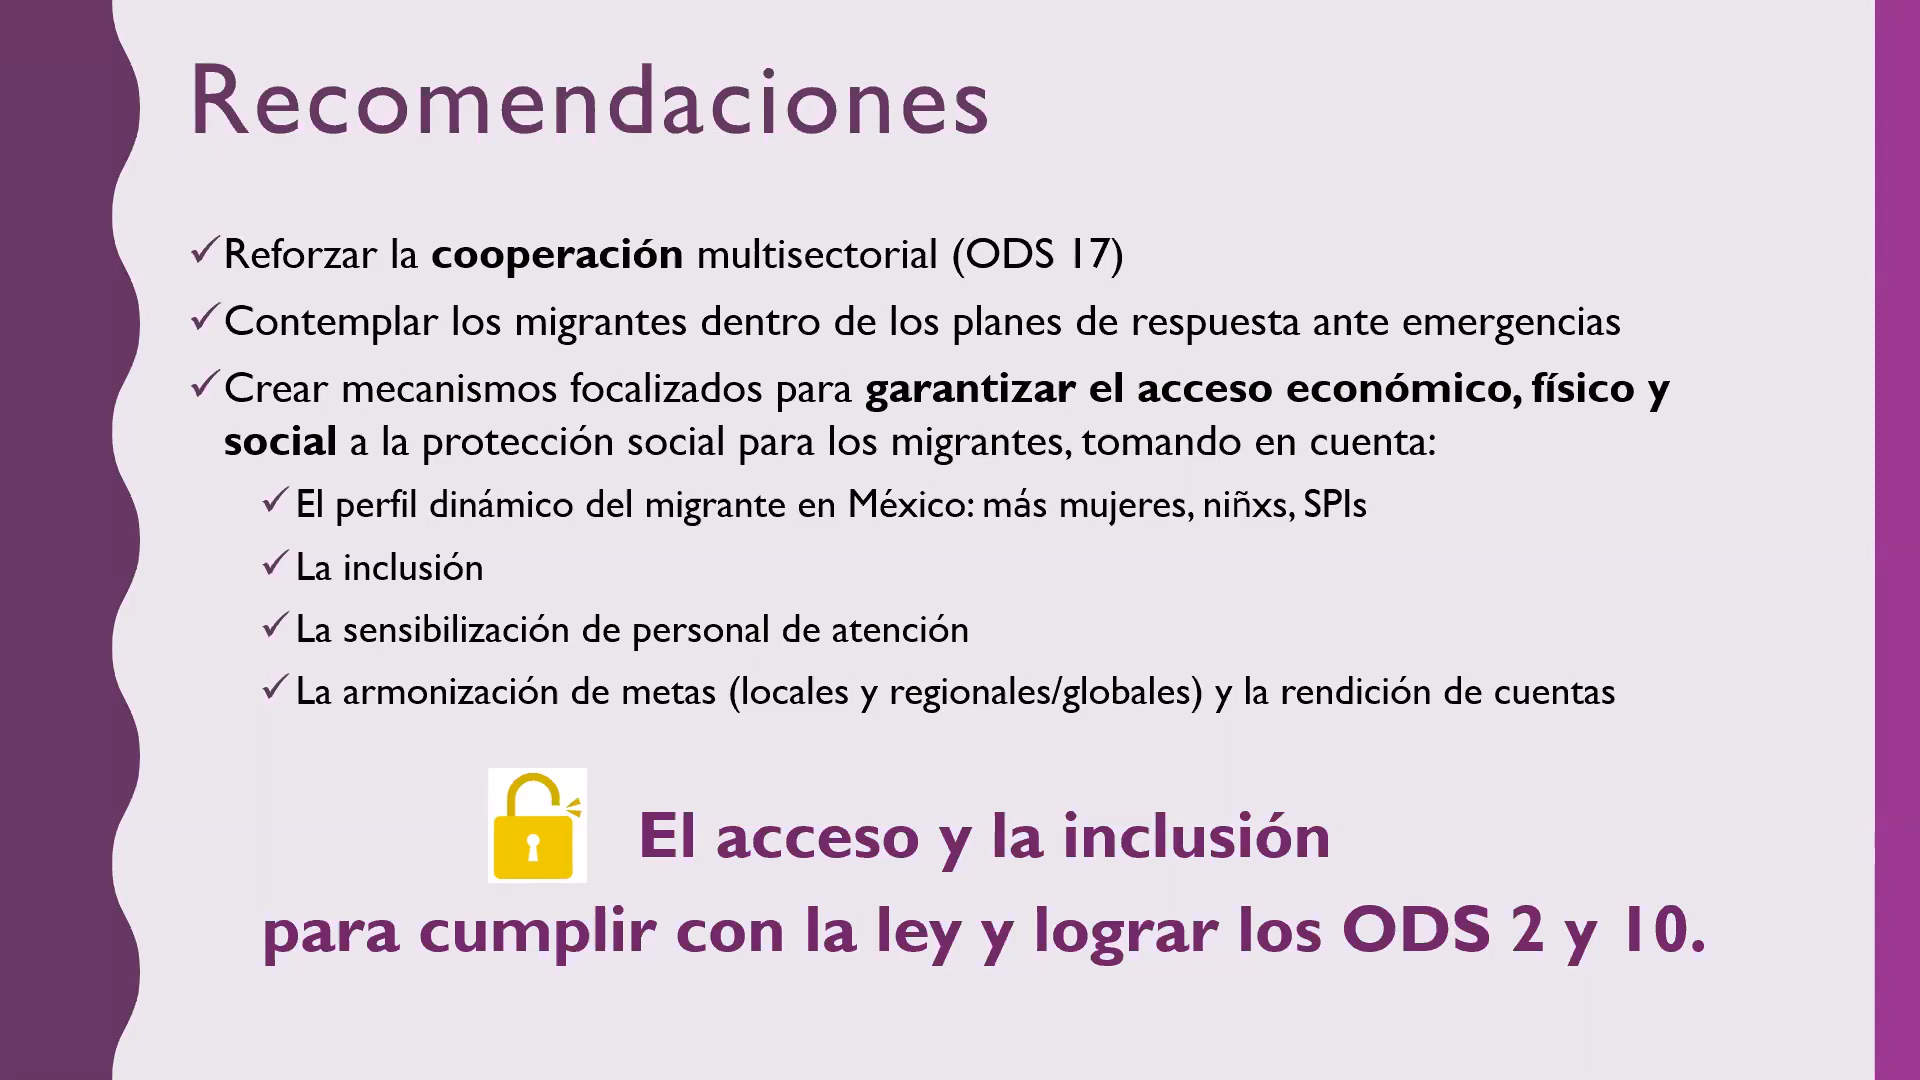 Recomendaciones
Reforzar la cooperación multisectorial (ODS 17)
Contemplar los migrantes dentro de los planes de respuesta ante emergencias
Crear mecanismos focalizados para garantizar el acceso económico, físico y
social a la protección social para los migrantes, tomando en cuenta:
El perfil dinámico del migrante en México: más mujeres, niñxs, SPIs
La inclusión
La sensibilización de personal de atención
La armonización de metas (locales y regionales/globales) y la rendición de cuentas
El acceso y la inclusión
para cumplir con la ley y lograr los ODS 2 y 10.